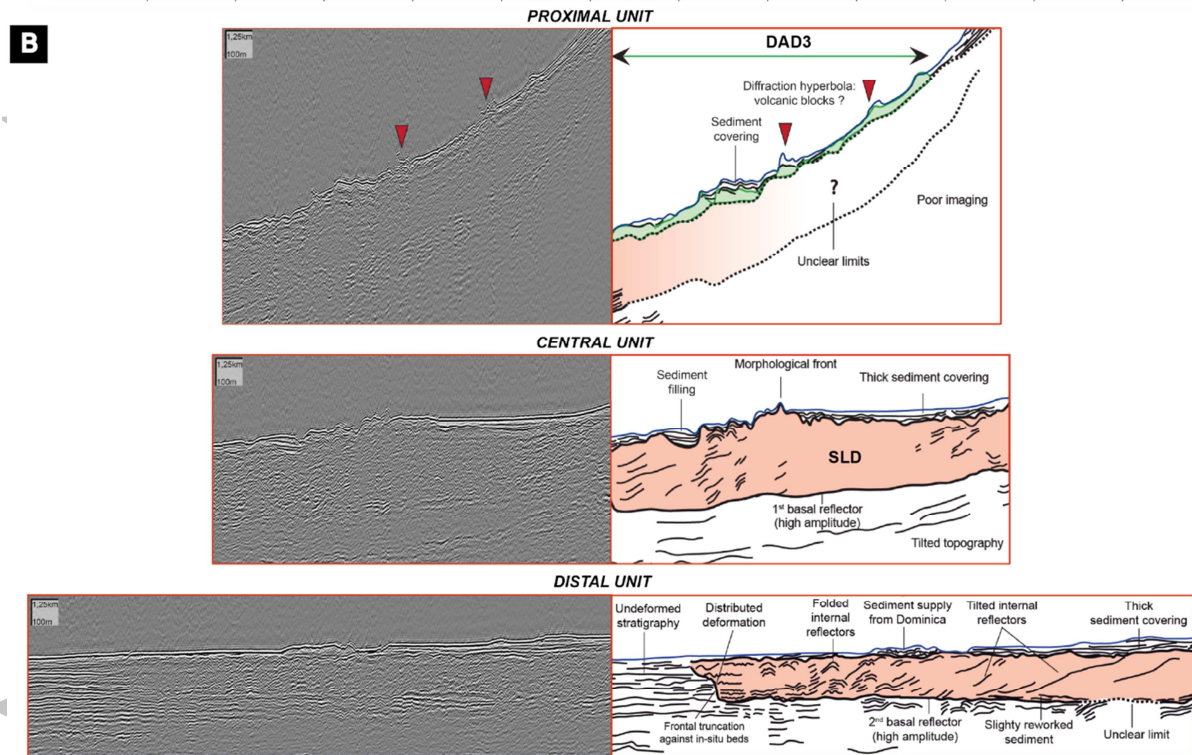 PROXIMAL UNIT
B
1,25km
100m
DAD3
Diffraction hyperbola:
volcanic blocks ?
Sediment
covering
?
Poor imaging
Unclear limits
CENTRAL UNIT
1,25km
100m
Morphological front
Sediment
filling
Thick sediment covering
SLD
1st basal reflector
(high amplitude)
Tilted topography
DISTAL UNIT
1,25km
100m
Undeformed
stratigraphy
Distributed
deformation
Folded
internal
reflectors
Sediment supply
from Dominica
Tilted internal
reflectors
Thick
sediment covering
Frontal truncation
against in-situ beds
2nd basal reflector
(high amplitude)
Slighty reworked
sediment
Unclear limit